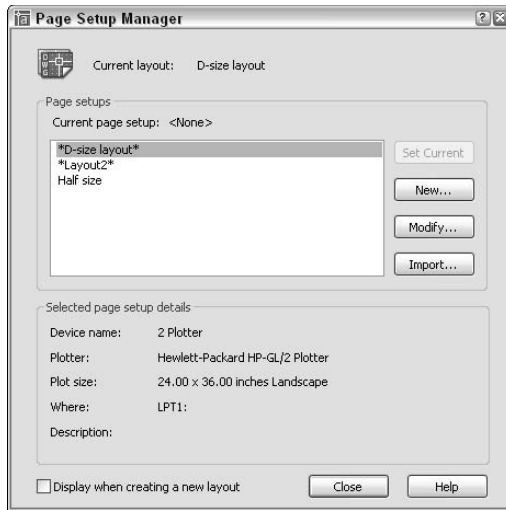 Page Setup Manager
Current layout: D-size layout
Page setups
Current page setup: <None>
*D-size layout*
*Layout2*
Half size
Set Current
New...
Modify...
Import...
Selected page setup details
Device name: 2 Plotter
Plotter: Hewlett-Packard HP-GL/2 Plotter
Plot size: 24.00 x 36.00 inches Landscape
Where: LPT1:
Description:
Display when creating a new layout
Close
Help